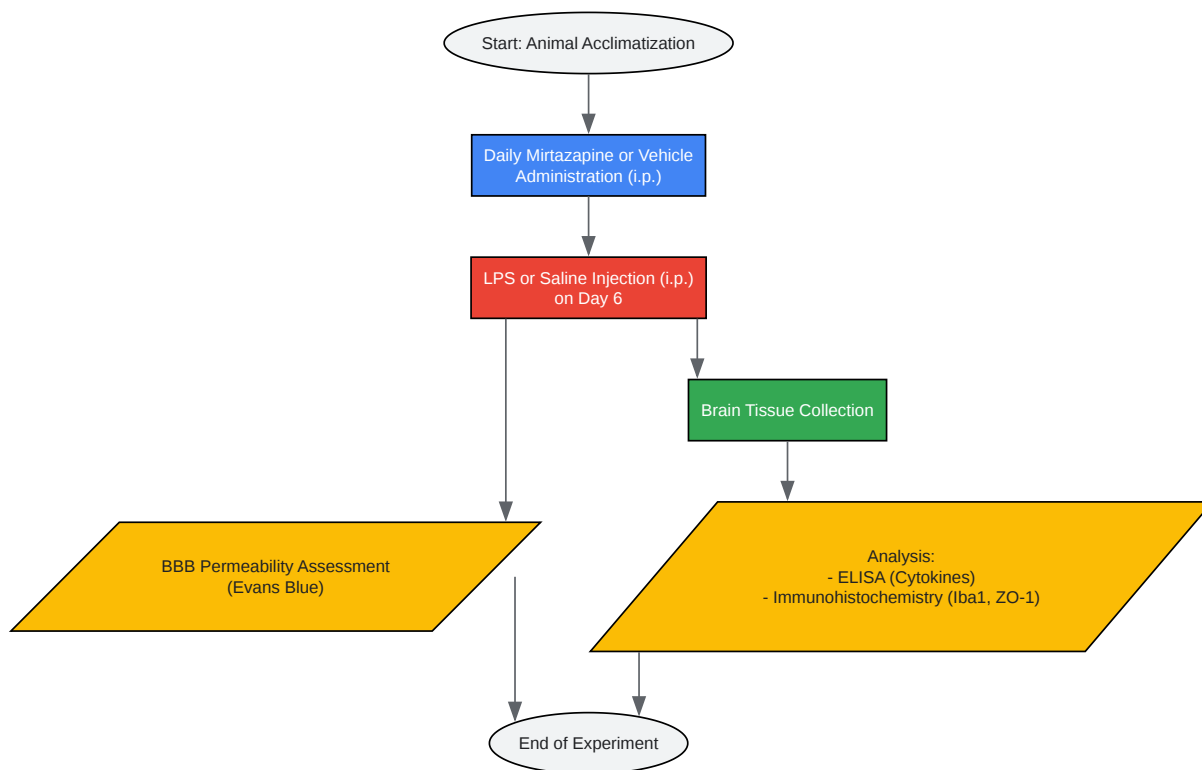 Start: Animal Acclimatization
Daily Mirtazapine or Vehicle
Administration (i.p.)
LPS or Saline Injection (i.p.)
on Day 6
Brain Tissue Collection
BBB Permeability Assessment
(Evans Blue)
Analysis:
- ELISA (Cytokines)
- Immunohistochemistry (Iba1, ZO-1)
End of Experiment